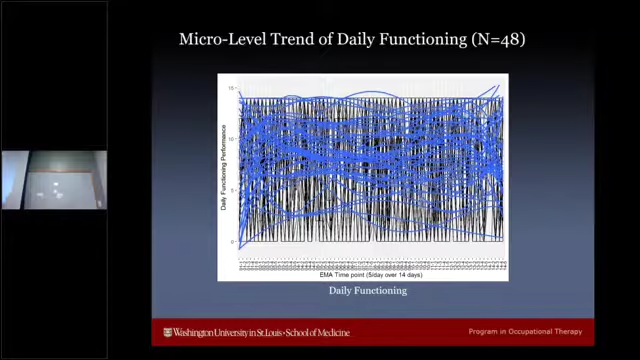 Micro-Level Trend of Daily Functioning (N=48)
15
10
5
0
Daily Functioning Performance
EMA Time point (5/day over 14 days)
Daily Functioning
Washington University in St. Louis • School of Medicine
Program in Occupational Therapy